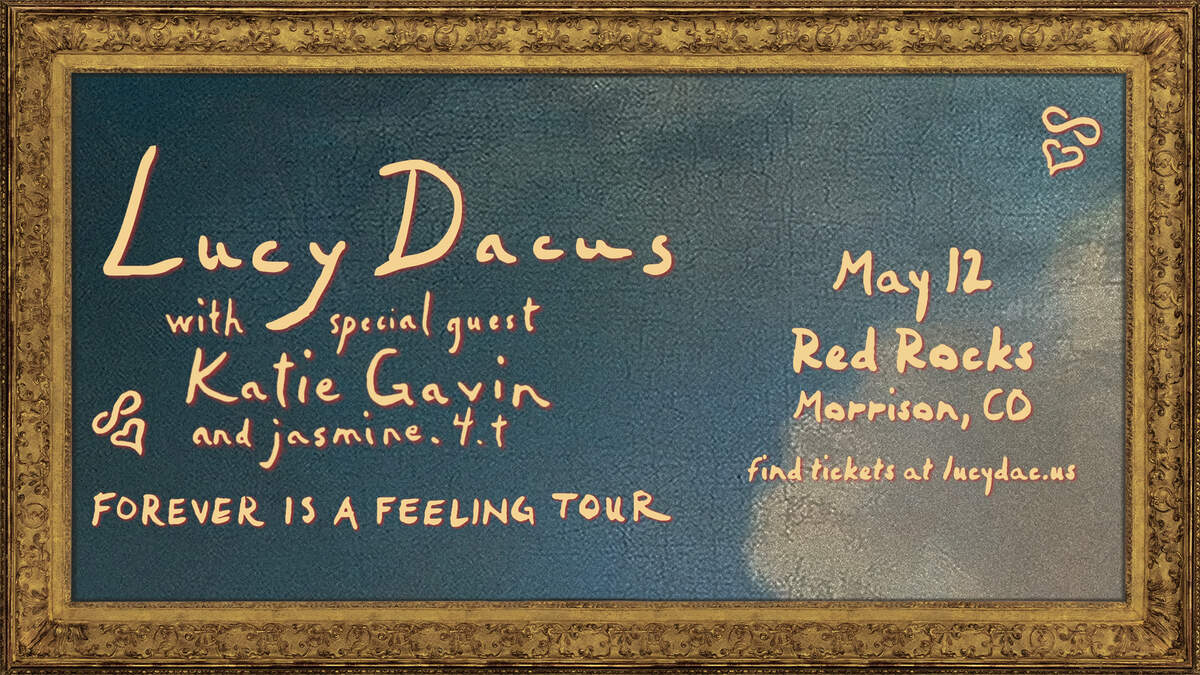 Lucy Dacus
with special guest
Katie Gavin
and jasmine.4.t
FOREVER IS A FEELING TOUR
May 12
Red Rocks
Morrison, CO
find tickets at lucydac.us